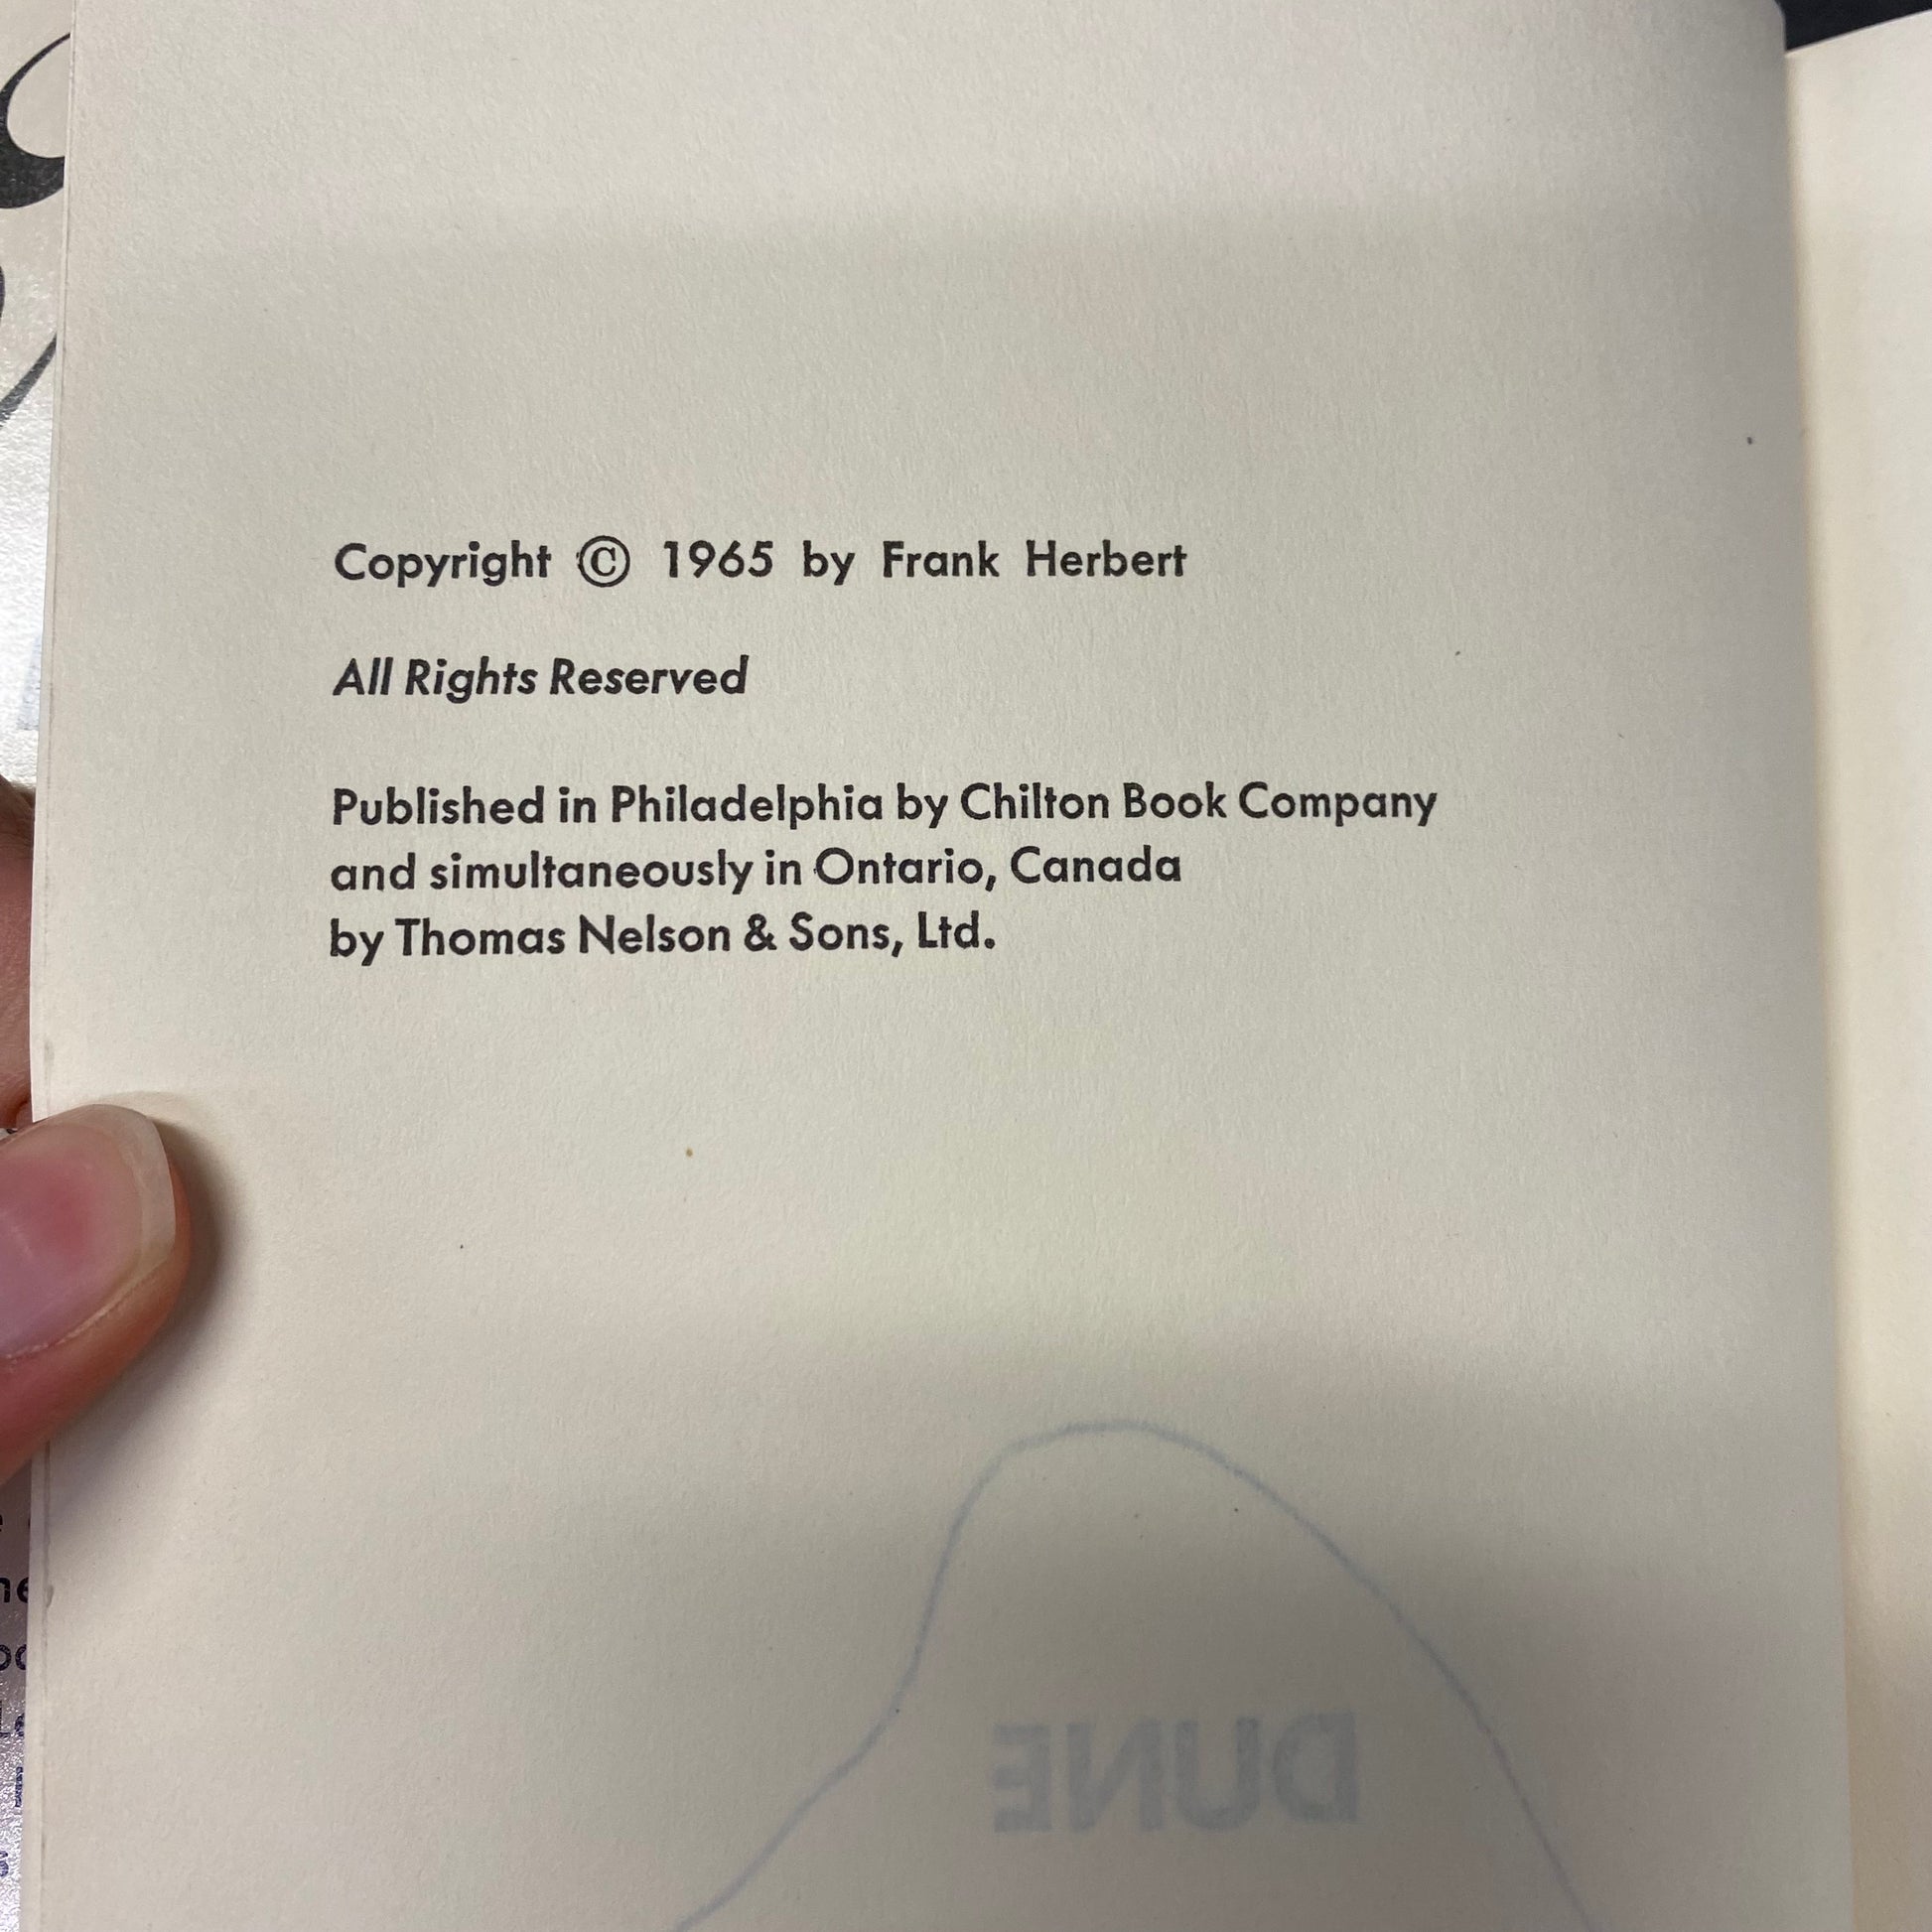 Copyright © 1965 by Frank Herbert
All Rights Reserved
Published in Philadelphia by Chilton Book Company
and simultaneously in Ontario, Canada
by Thomas Nelson & Sons, Ltd.
DUNE